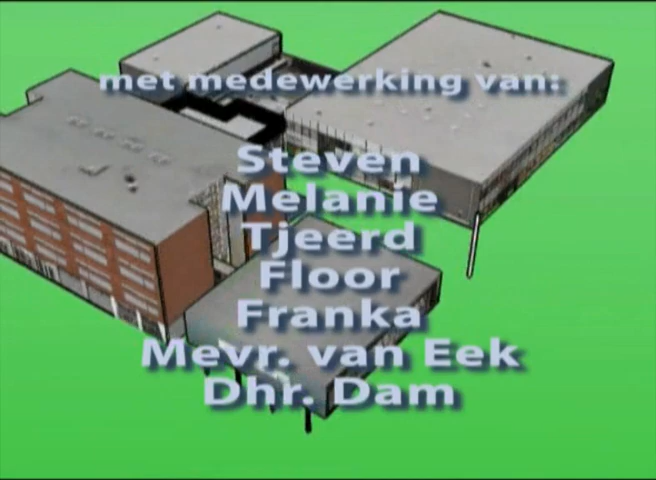 met medewerking van:
Steven
Melanie
Tjeerd
Floor
Franka
Mevr. van Eek
Dhr. Dam